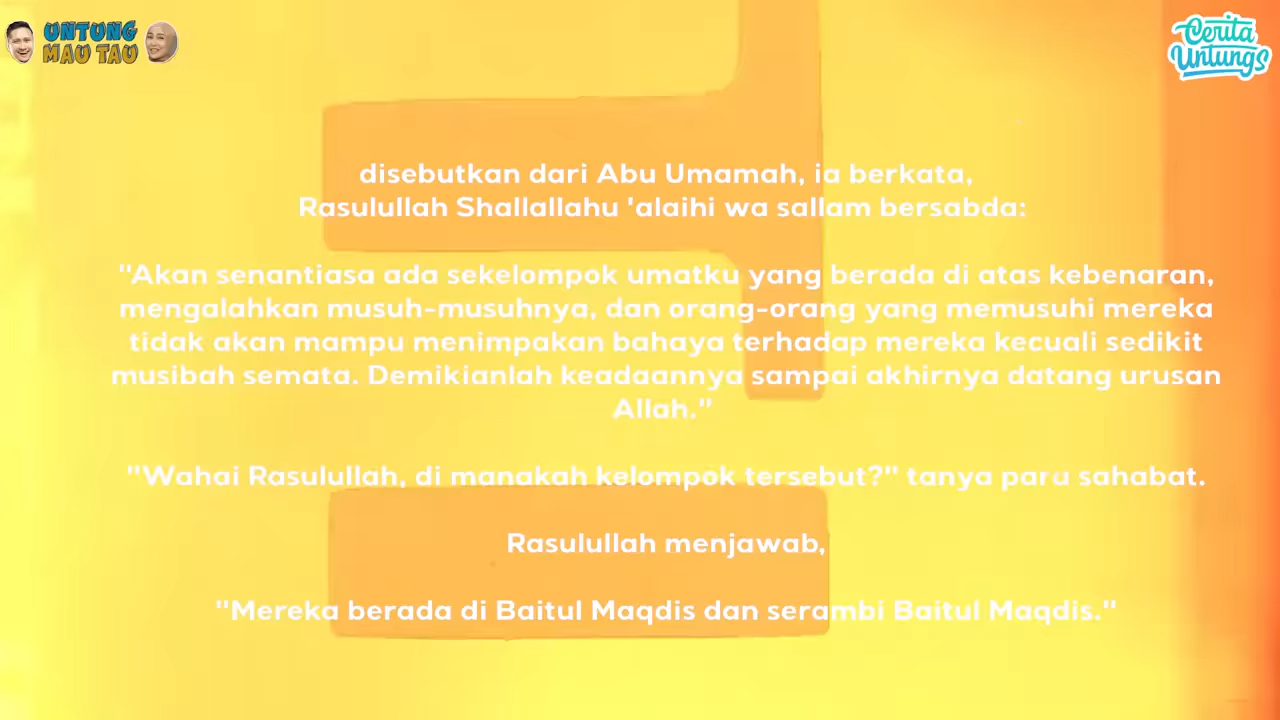 UNTUNG
MAU TAU
Cerita
Untungs
disebutkan dari Abu Umamah, ia berkata,
Rasulullah Shallallahu 'alaihi wa sallam bersabda:
"Akan senantiasa ada sekelompok umatku yang berada di atas kebenaran,
mengalahkan musuh-musuhnya, dan orang-orang yang memusuhi mereka
tidak akan mampu menimpakan bahaya terhadap mereka kecuali sedikit
musibah semata. Demikianlah keadaannya sampai akhirnya datang urusan
Allah."
"Wahai Rasulullah, di manakah kelompok tersebut?" tanya paru sahabat.
Rasulullah menjawab,
"Mereka berada di Baitul Maqdis dan serambi Baitul Maqdis."